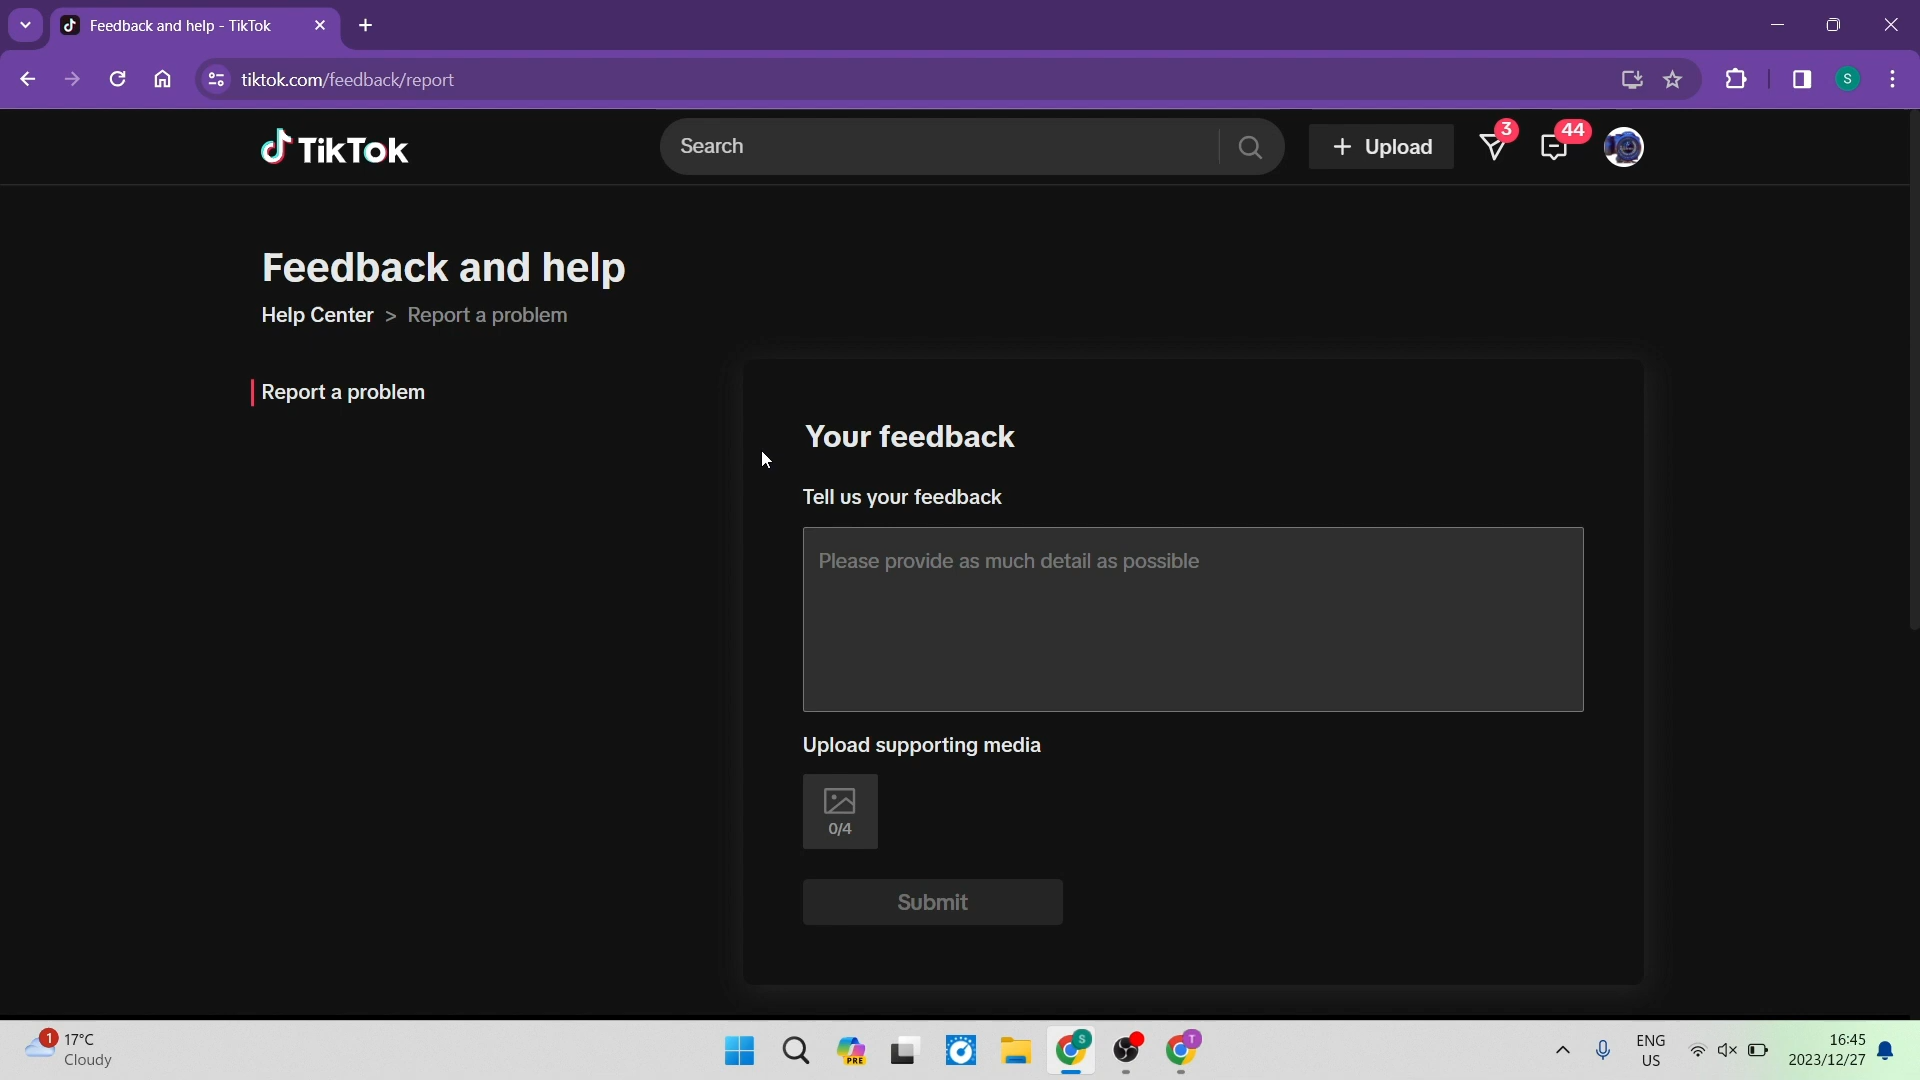 Feedback and help - TikTok
tiktok.com/feedback/report
S
TikTok
Search
Upload
3
44
Feedback and help
Help Center > Report a problem
Report a problem
Your feedback
Tell us your feedback
Please provide as much detail as possible
Upload supporting media
0/4
Submit
1
17°C
Cloudy
PRE
S
T
ENG
US
16:45
2023/12/27